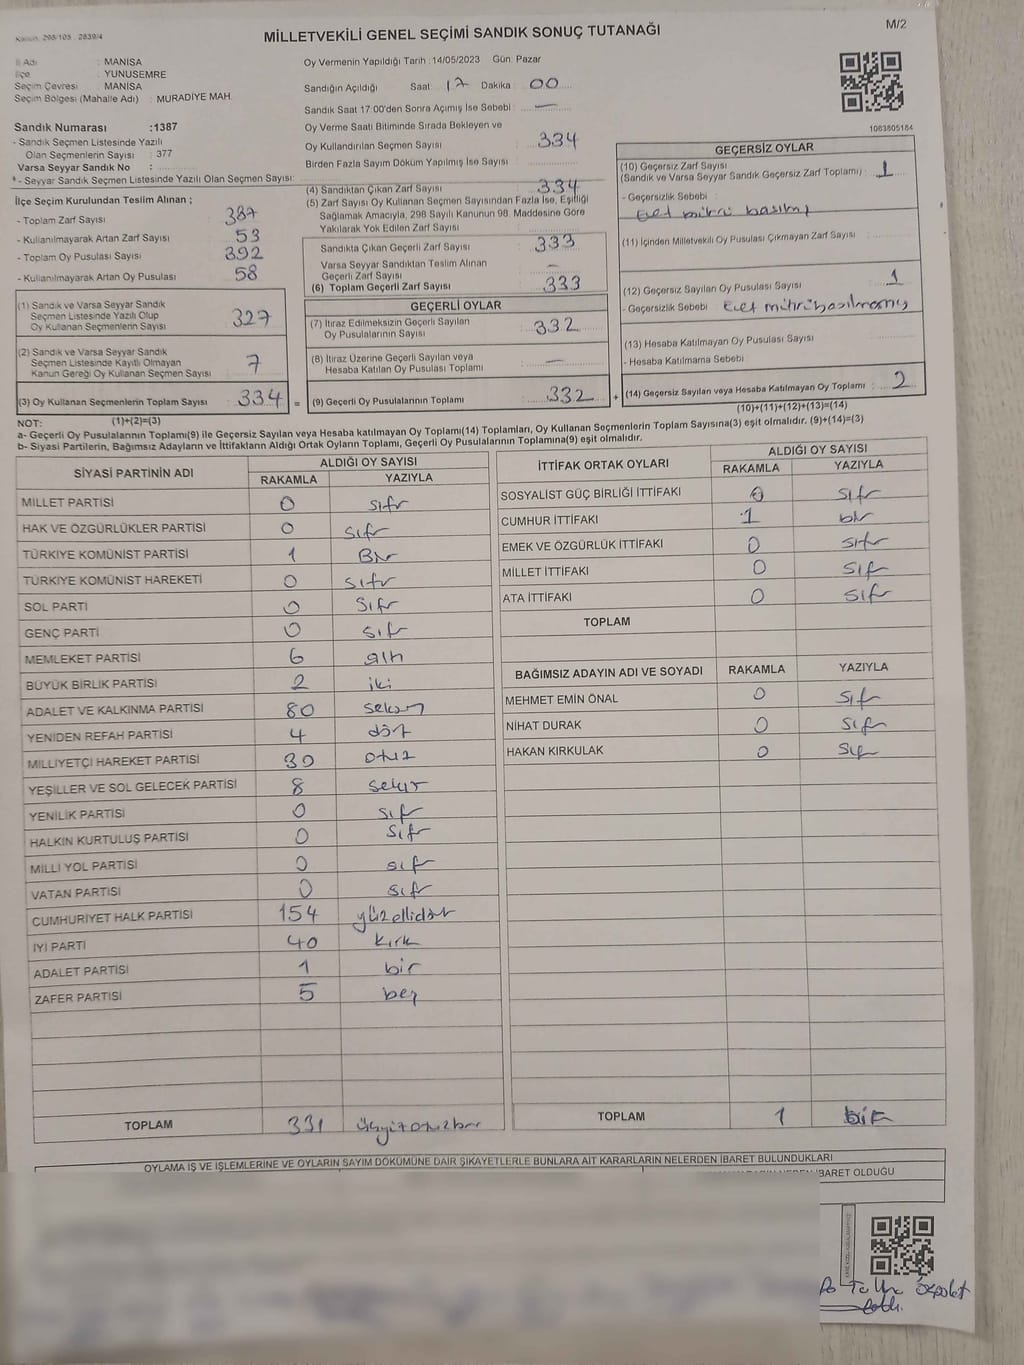 Kanun: 298/105 . 2839/4
MİLLETVEKİLİ GENEL SEÇİMİ SANDIK SONUÇ TUTANAĞI
M/2
İl Adı : MANİSA
İlçe : YUNUSEMRE
Seçim Çevresi : MANİSA
Seçim Bölgesi (Mahalle Adı) : MURADİYE MAH.
Sandık Numarası :1387
- Sandık Seçmen Listesinde Yazılı
Olan Seçmenlerin Sayısı : 377
Varsa Seyyar Sandık No :
* - Seyyar Sandık Seçmen Listesinde Yazılı Olan Seçmen Sayısı:
Oy Vermenin Yapıldığı Tarih :14/05/2023 Gün: Pazar
Sandığın Açıldığı Saat : 17 Dakika : 00
Sandık Saat 17:00'den Sonra Açımış İse Sebebi : —
Oy Verme Saati Bitiminde Sırada Bekleyen ve
Oy Kullandırılan Seçmen Sayısı : 334
Birden Fazla Sayım Döküm Yapılmış İse Sayısı :
1063605184
İlçe Seçim Kurulundan Teslim Alınan ;
- Toplam Zarf Sayısı 387
- Kullanılmayarak Artan Zarf Sayısı 53
- Toplam Oy Pusulası Sayısı 392
- Kullanılmayarak Artan Oy Pusulası 58
(1) Sandık ve Varsa Seyyar Sandık
Seçmen Listesinde Yazılı Olup
Oy Kullanan Seçmenlerin Sayısı 327
(2) Sandık ve Varsa Seyyar Sandık
Seçmen Listesinde Kayıtlı Olmayan
Kanun Gereği Oy Kullanan Seçmen Sayısı 7
(3) Oy Kullanan Seçmenlerin Toplam Sayısı : 334 =
(4) Sandıktan Çıkan Zarf Sayısı : 334
(5) Zarf Sayısı Oy Kullanan Seçmen Sayısından Fazla İse, Eşitliği
Sağlamak Amacıyla, 298 Sayılı Kanunun 98. Maddesine Göre
Yakılarak Yok Edilen Zarf Sayısı :
Sandıkta Çıkan Geçerli Zarf Sayısı : 333
Varsa Seyyar Sandıktan Teslim Alınan
Geçerli Zarf Sayısı : —
(6) Toplam Geçerli Zarf Sayısı : 333
GEÇERLİ OYLAR
(7) İtiraz Edilmeksizin Geçerli Sayılan
Oy Pusulalarının Sayısı : 332
(8) İtiraz Üzerine Geçerli Sayılan veya
Hesaba Katılan Oy Pusulası Toplamı : —
(9) Geçerli Oy Pusulalarının Toplamı : 332 +
GEÇERSİZ OYLAR
(10) Geçersiz Zarf Sayısı
(Sandık ve Varsa Seyyar Sandık Geçersiz Zarf Toplamı) : 1
- Geçersizlik Sebebi :
(11) İçinden Milletvekili Oy Pusulası Çıkmayan Zarf Sayısı :
(12) Geçersiz Sayılan Oy Pusulası Sayısı : 1
- Geçersizlik Sebebi :
(13) Hesaba Katılmayan Oy Pusulası Sayısı :
- Hesaba Katılmama Sebebi :
(14) Geçersiz Sayılan veya Hesaba Katılmayan Oy Toplamı : 2
(10)+(11)+(12)+(13)=(14)
NOT: (1)+(2)=(3)
a- Geçerli Oy Pusulalarının Toplamı(9) ile Geçersiz Sayılan veya Hesaba katılmayan Oy Toplamı(14) Toplamları, Oy Kullanan Seçmenlerin Toplam Sayısına(3) eşit olmalıdır. (9)+(14)=(3)
b- Siyasi Partilerin, Bağımsız Adayların ve İttifakların Aldığı Ortak Oyların Toplamı, Geçerli Oy Pusulalarının Toplamına(9) eşit olmalıdır.
SİYASİ PARTİNİN ADI ALDIĞI OY SAYISI
RAKAMLA YAZIYLA
MİLLET PARTİSİ 0 sıfır
HAK VE ÖZGÜRLÜKLER PARTİSİ 0 sıfır
TÜRKİYE KOMÜNİST PARTİSİ 1 Bir
TÜRKİYE KOMÜNİST HAREKETİ 0 sıfır
SOL PARTİ 0 sıfır
GENÇ PARTİ 0 sıfır
MEMLEKET PARTİSİ 6 altı
BÜYÜK BİRLİK PARTİSİ 2 iki
ADALET VE KALKINMA PARTİSİ 80 seksen
YENİDEN REFAH PARTİSİ 4 dört
MİLLİYETÇİ HAREKET PARTİSİ 30 otuz
YEŞİLLER VE SOL GELECEK PARTİSİ 8 sekiz
YENİLİK PARTİSİ 0 sıfır
HALKIN KURTULUŞ PARTİSİ 0 sıfır
MİLLİ YOL PARTİSİ 0 sıfır
VATAN PARTİSİ 0 sıfır
CUMHURİYET HALK PARTİSİ 154 yüzellidört
İYİ PARTİ 40 kırk
ADALET PARTİSİ 1 bir
ZAFER PARTİSİ 5 beş
TOPLAM 331 üçyüzotuzbir
İTTİFAK ORTAK OYLARI ALDIĞI OY SAYISI
RAKAMLA YAZIYLA
SOSYALİST GÜÇ BİRLİĞİ İTTİFAKI 0 sıfır
CUMHUR İTTİFAKI 1 bir
EMEK VE ÖZGÜRLÜK İTTİFAKI 0 sıfır
MİLLET İTTİFAKI 0 sıfır
ATA İTTİFAKI 0 sıfır
TOPLAM
BAĞIMSIZ ADAYIN ADI VE SOYADI RAKAMLA YAZIYLA
MEHMET EMİN ÖNAL 0 sıfır
NİHAT DURAK 0 sıfır
HAKAN KIRKULAK 0 sıfır
TOPLAM 1 bir
OYLAMA İŞ VE İŞLEMLERİNE VE OYLARIN SAYIM DÖKÜMÜNE DAİR ŞİKAYETLERLE BUNLARA AİT KARARLARIN NELERDEN İBARET BULUNDUKLARI
İBARET OLDUĞU